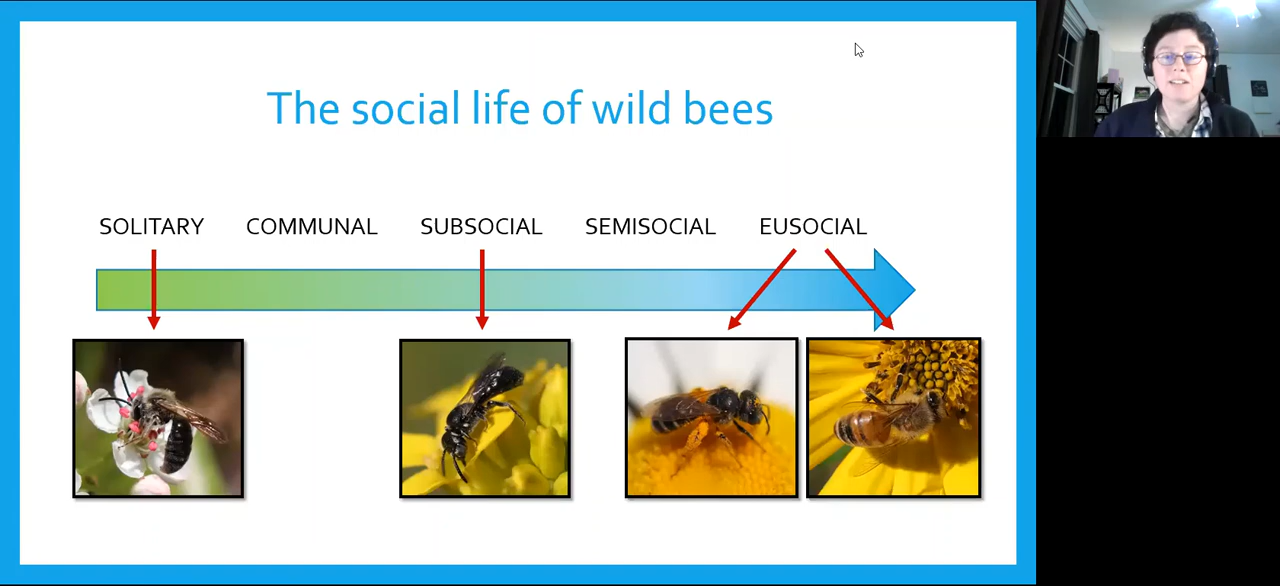 The social life of wild bees
SOLITARY COMMUNAL SUBSOCIAL SEMISOCIAL EUSOCIAL